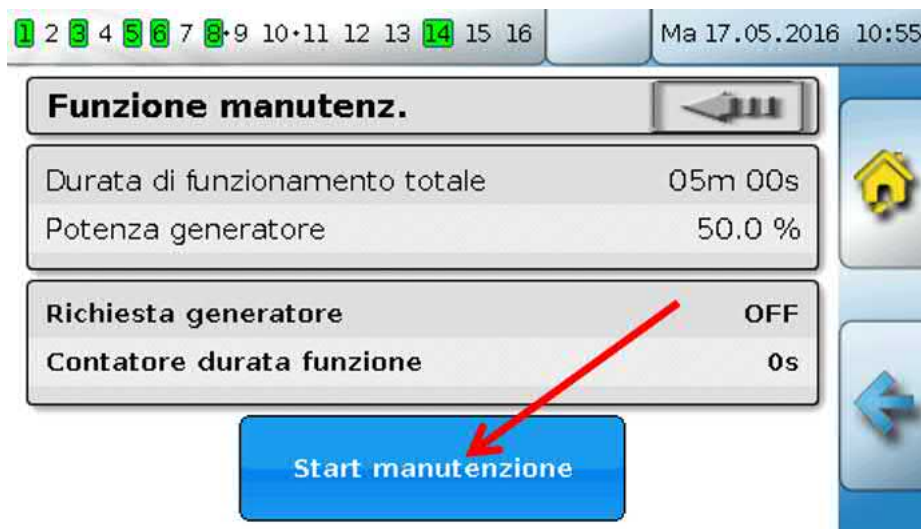 1 2 3 4 5 6 7 8•9 10•11 12 13 14 15 16 Ma 17.05.2016 10:55
Funzione manutenz.
Durata di funzionamento totale 05m 00s
Potenza generatore 50.0 %
Richiesta generatore OFF
Contatore durata funzione 0s
Start manutenzione